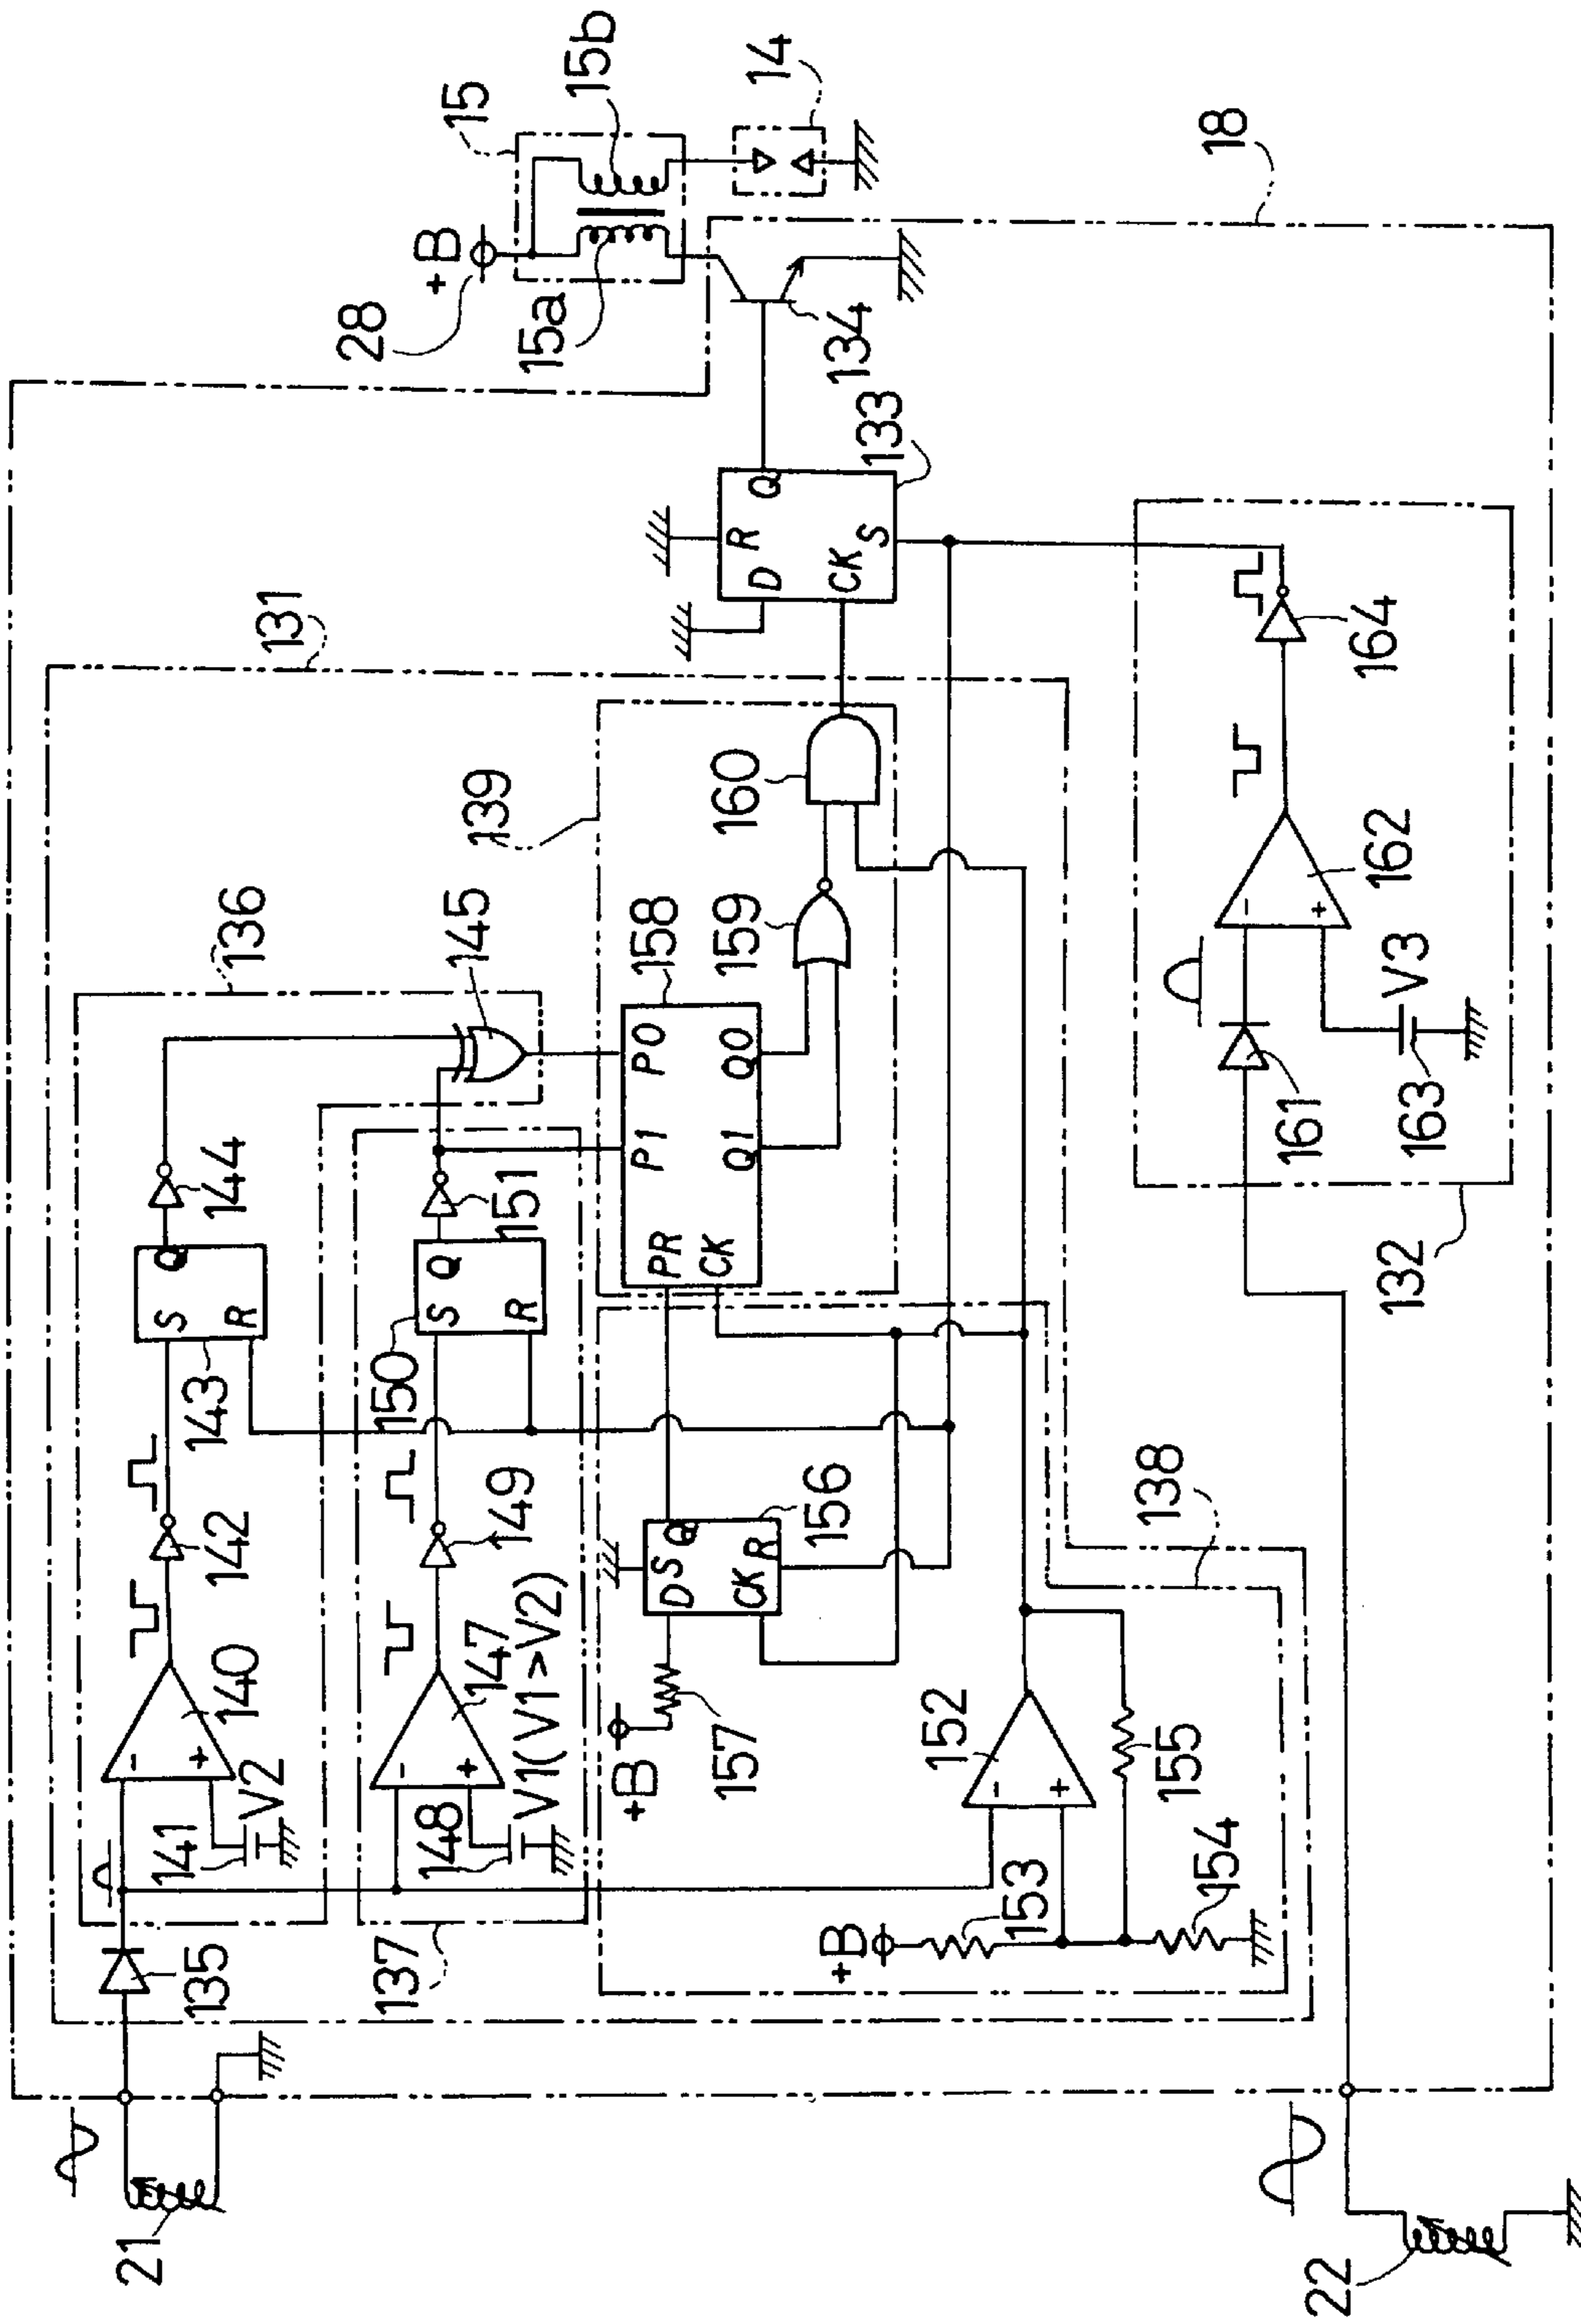 15
15b
14
+B
28
15a
18
134
133
R
Q
D
CK
S
131
139
136
145
160
164
158
159
162
P0
P1
Q0
Q1
PR
CK
V3
163
161
132
144
Q
S
R
143
151
150
S
Q
R
142
149
156
S
Q
D
R
CK
138
140
141
V2
147
148
V1(V1>V2)
+B
157
152
155
153
154
+B
135
137
21
22